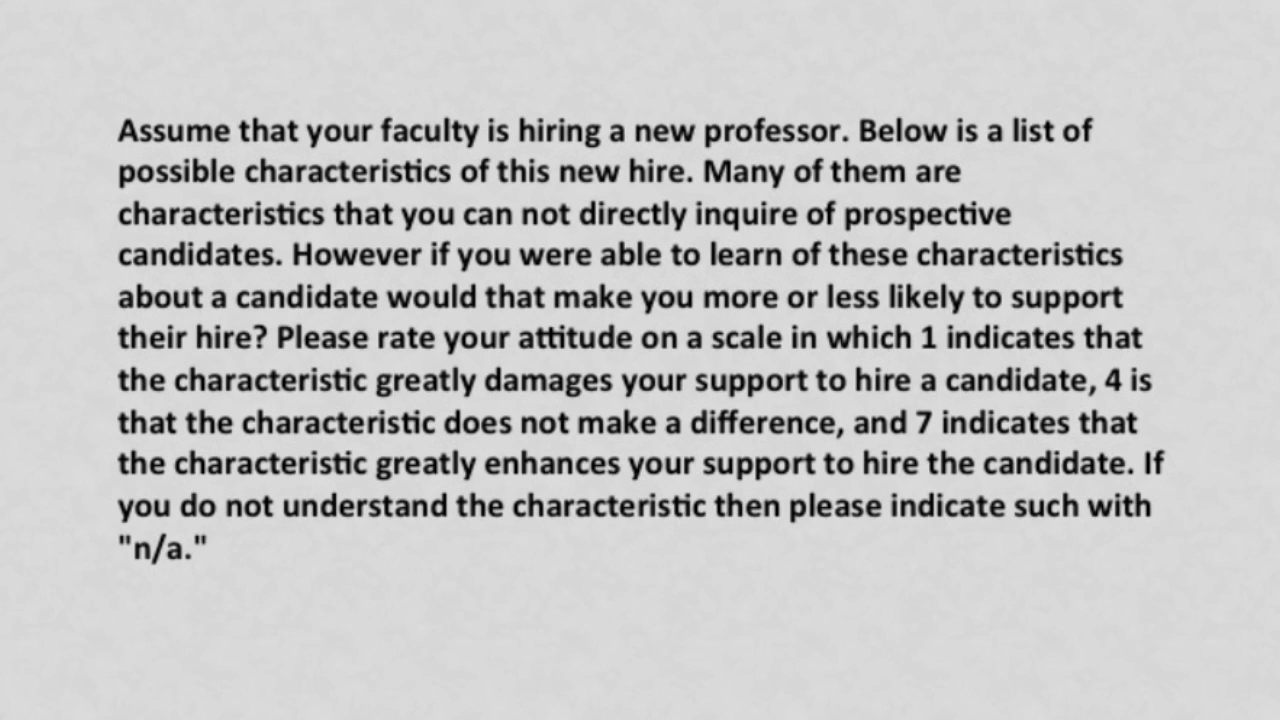 Assume that your faculty is hiring a new professor. Below is a list of
possible characteristics of this new hire. Many of them are
characteristics that you can not directly inquire of prospective
candidates. However if you were able to learn of these characteristics
about a candidate would that make you more or less likely to support
their hire? Please rate your attitude on a scale in which 1 indicates that
the characteristic greatly damages your support to hire a candidate, 4 is
that the characteristic does not make a difference, and 7 indicates that
the characteristic greatly enhances your support to hire the candidate. If
you do not understand the characteristic then please indicate such with
"n/a."